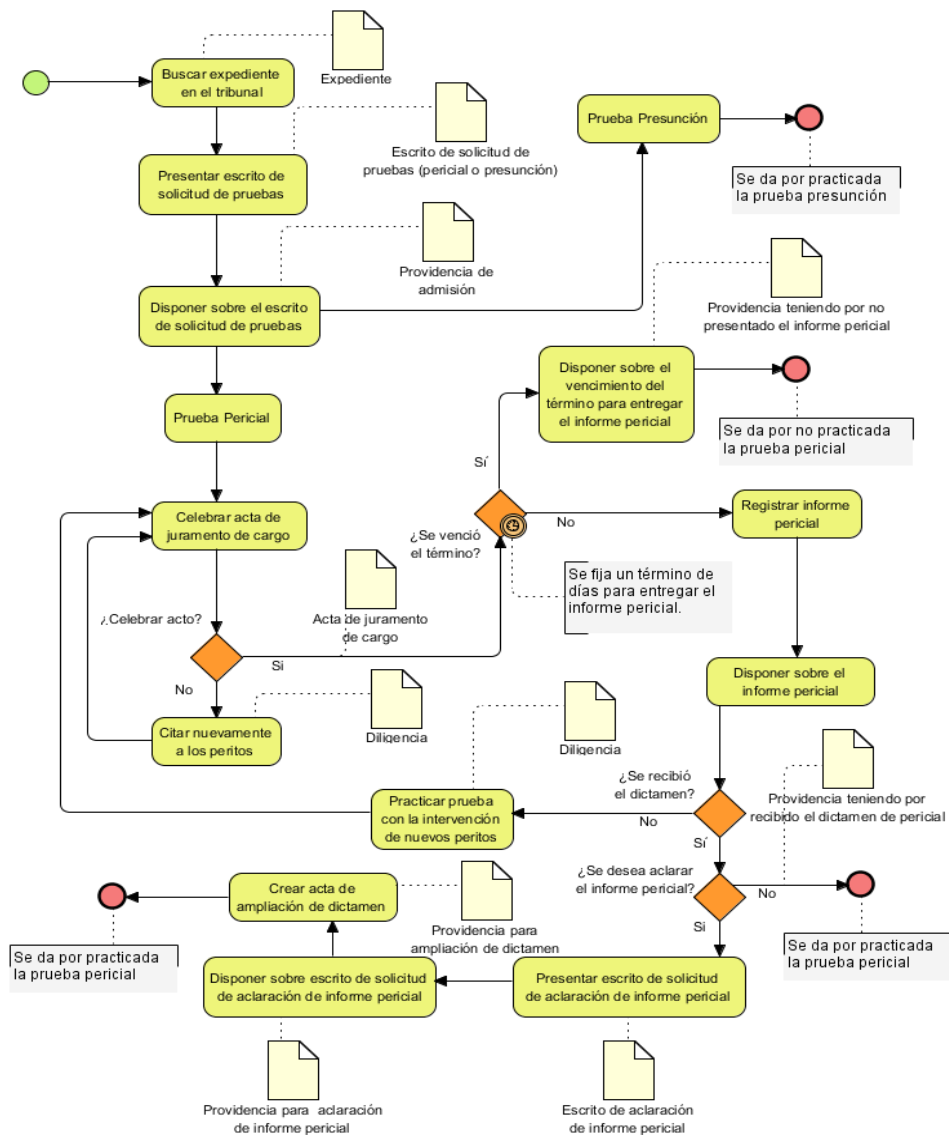 Buscar expediente
en el tribunal
Expediente
Presentar escrito de
solicitud de pruebas
Escrito de solicitud de
pruebas (pericial o presunción)
Prueba Presunción
Se da por practicada
la prueba presunción
Disponer sobre el escrito
de solicitud de pruebas
Providencia de
admisión
Providencia teniendo por no
presentado el informe pericial
Prueba Pericial
Disponer sobre el
vencimiento del
término para entregar
el informe pericial
Se da por no practicada
la prueba pericial
Sí
Celebrar acta de
juramento de cargo
¿Se venció
el término?
No
Registrar informe
pericial
Se fija un término de
días para entregar el
informe pericial.
¿Celebrar acto?
Acta de juramento
de cargo
Si
No
Citar nuevamente
a los peritos
Diligencia
Disponer sobre el
informe pericial
Diligencia
Practicar prueba
con la intervención
de nuevos peritos
¿Se recibió
el dictamen?
No
Sí
Providencia teniendo por
recibido el dictamen de pericial
¿Se desea aclarar
el informe pericial?
No
Si
Se da por practicada
la prueba pericial
Crear acta de
ampliación de dictamen
Providencia para
ampliación de dictamen
Se da por practicada
la prueba pericial
Disponer sobre escrito de solicitud
de aclaración de informe pericial
Presentar escrito de solicitud
de aclaración de informe pericial
Providencia para aclaración
de informe pericial
Escrito de aclaración
de informe pericial